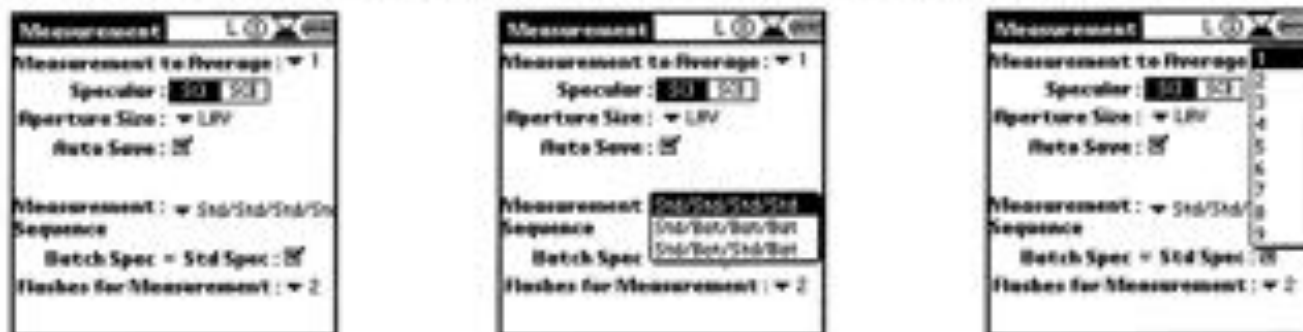 Measurement L
Measurement to Average : 1
Specular : SCI SCE
Aperture Size : LAV
Auto Save :
Measurement : Std/Std/Std/Std
Sequence
Batch Spec = Std Spec :
Flashes for Measurement : 2
Measurement L
Measurement to Average : 1
Specular : SCI SCE
Aperture Size : LAV
Auto Save :
Measurement Std/Std/Std/Std
Sequence Std/Bat/Bat/Bat
Batch Spec Std/Bat/Std/Bat
Flashes for Measurement : 2
Measurement L
Measurement to Average 1
2
Specular : SCI SCE 3
Aperture Size : LAV 4
Auto Save : 5
6
7
Measurement : Std/Std/ 8
Sequence 9
Batch Spec = Std Spec :
Flashes for Measurement : 2